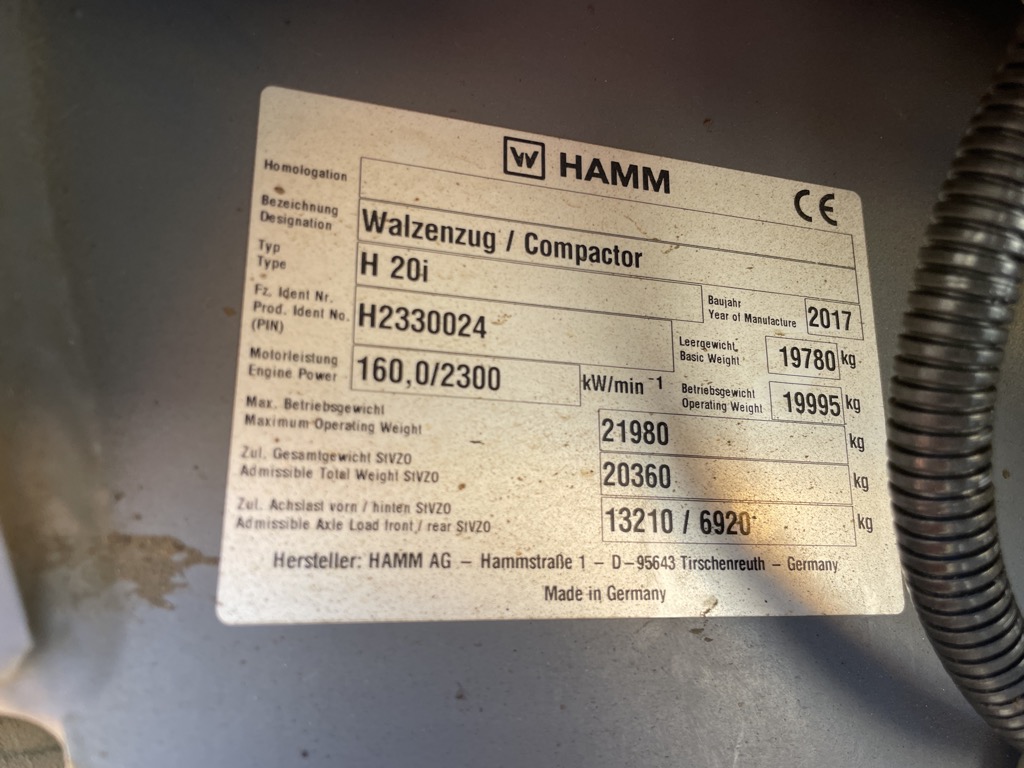 HAMM
CE
Homologation
Bezeichnung
Designation
Walzenzug / Compactor
Typ
Type
H 20i
Baujahr
Year of Manufacture
2017
Fz. Ident Nr.
Prod. Ident No.
(PIN)
H2330024
Leergewicht
Basic Weight
19780 kg
Motorleistung
Engine Power
160,0/2300 kW/min⁻¹
Betriebsgewicht
Operating Weight
19995 kg
Max. Betriebsgewicht
Maximum Operating Weight
21980 kg
Zul. Gesamtgewicht StVZO
Admissible Total Weight StVZO
20360 kg
Zul. Achslast vorn / hinten StVZO
Admissible Axle Load front / rear StVZO
13210 / 6920 kg
Hersteller: HAMM AG – Hammstraße 1 – D–95643 Tirschenreuth – Germany
Made in Germany